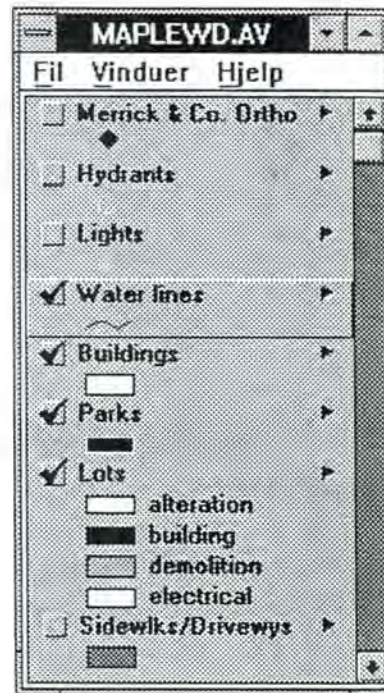 MAPLEWD.AV
Fil Vinduer Hjelp
Merrick & Co. Ortho
Hydrants
Lights
Water lines
Buildings
Parks
Lots
alteration
building
demolition
electrical
Sidewlks/Drivewys